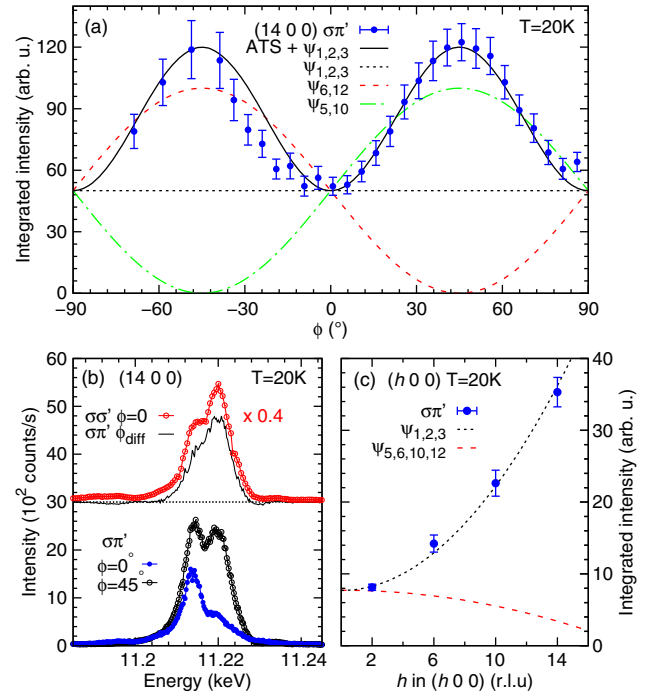 (a)
(14 0 0) σπ’
T=20K
ATS + ψ1,2,3
ψ1,2,3
ψ6,12
ψ5,10
Integrated intensity (arb. u.)
120
90
60
30
0
−90
−60
−30
0
30
60
90
ϕ (°)
(b)
(14 0 0)
T=20K
σσ’ ϕ=0
x 0.4
σπ’ ϕdiff
σπ’
ϕ=0°
ϕ=45°
Intensity (10² counts/s)
60
50
40
30
20
10
0
11.2
11.22
11.24
Energy (keV)
(c)
(h 0 0) T=20K
σπ’
ψ1,2,3
ψ5,6,10,12
Integrated intensity (arb. u.)
40
30
20
10
0
2
6
10
14
h in (h 0 0) (r.l.u)